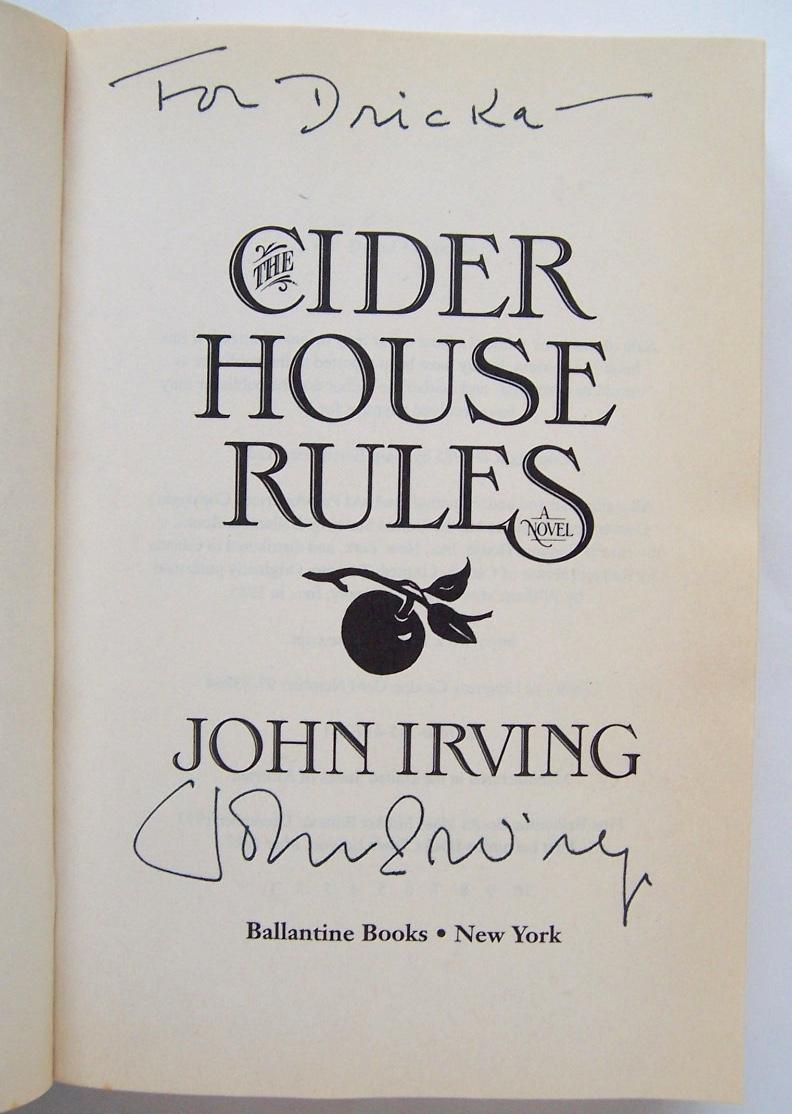 For Dricka —
THE CIDER
HOUSE
RULES
A NOVEL
JOHN IRVING
John Irving
Ballantine Books • New York